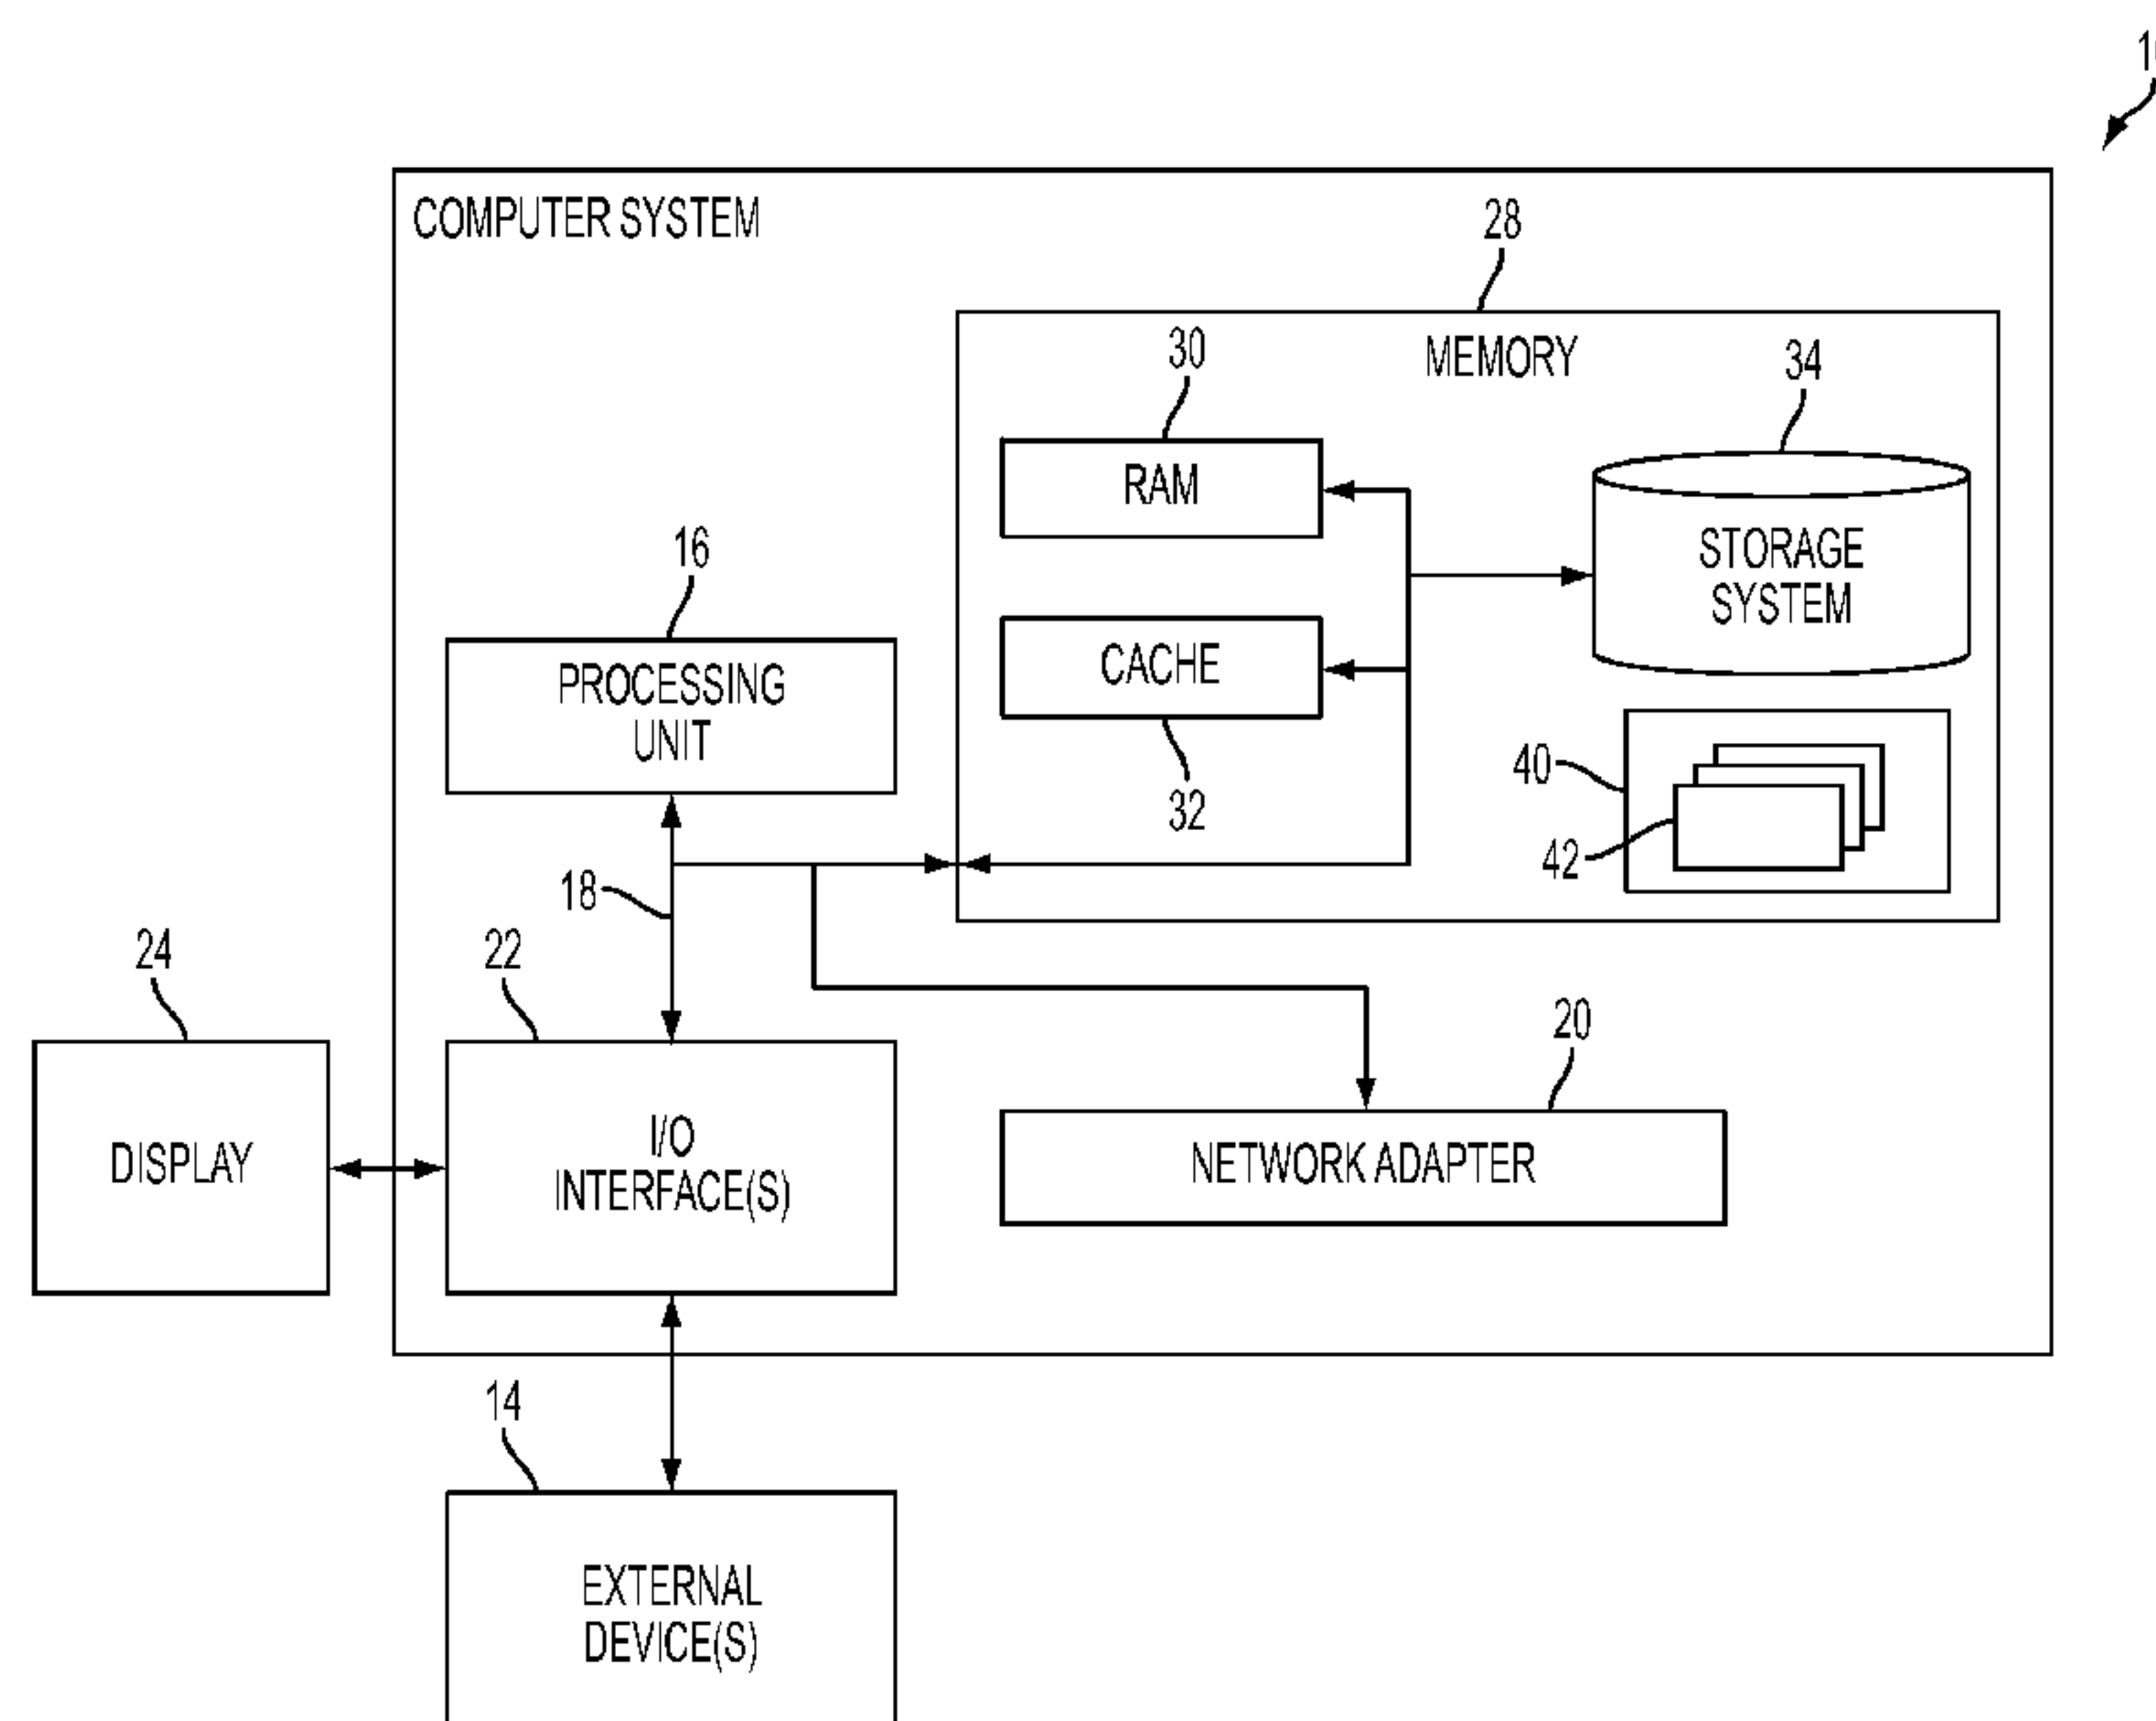 COMPUTER SYSTEM
28
MEMORY
30
34
RAM
STORAGE
SYSTEM
16
PROCESSING
UNIT
CACHE
32
40
42
18
24
22
20
DISPLAY
I/O
INTERFACE(S)
NETWORK ADAPTER
14
EXTERNAL
DEVICE(S)